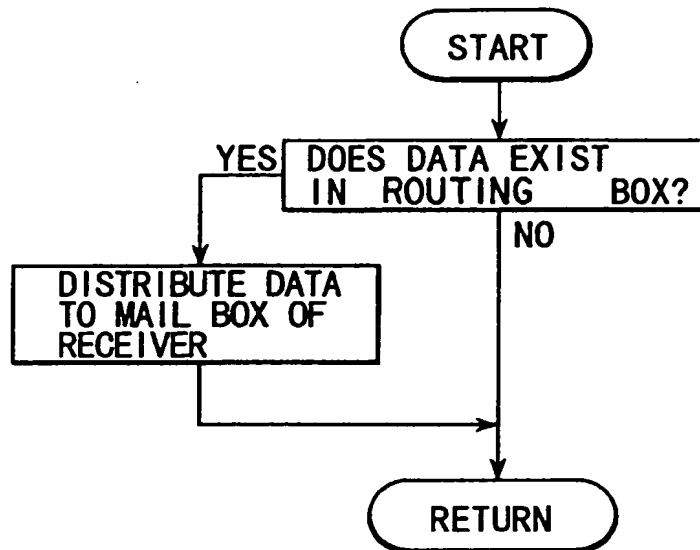 START
YES
DOES DATA EXIST
IN ROUTING BOX?
NO
DISTRIBUTE DATA
TO MAIL BOX OF
RECEIVER
RETURN